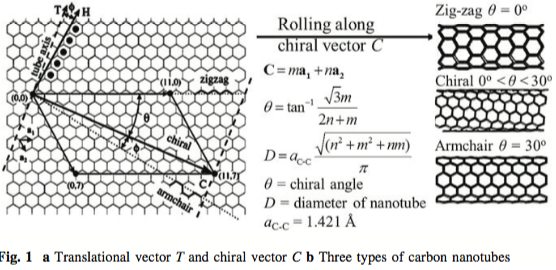 T
Φ
H
tube axis
(0,0)
(11,0)
zigzag
θ
chiral
Φ
a₁
(0,7)
C
(11,7)
armchair
Rolling along
chiral vector C
C=ma₁+na₂
θ=tan⁻¹ √3m / 2n+m
D=a_C-C √(n²+m²+nm) / π
θ = chiral angle
D = diameter of nanotube
a_C-C = 1.421 Å
Zig-zag θ = 0°
Chiral 0° < θ < 30°
Armchair θ = 30°
Fig. 1 a Translational vector T and chiral vector C b Three types of carbon nanotubes